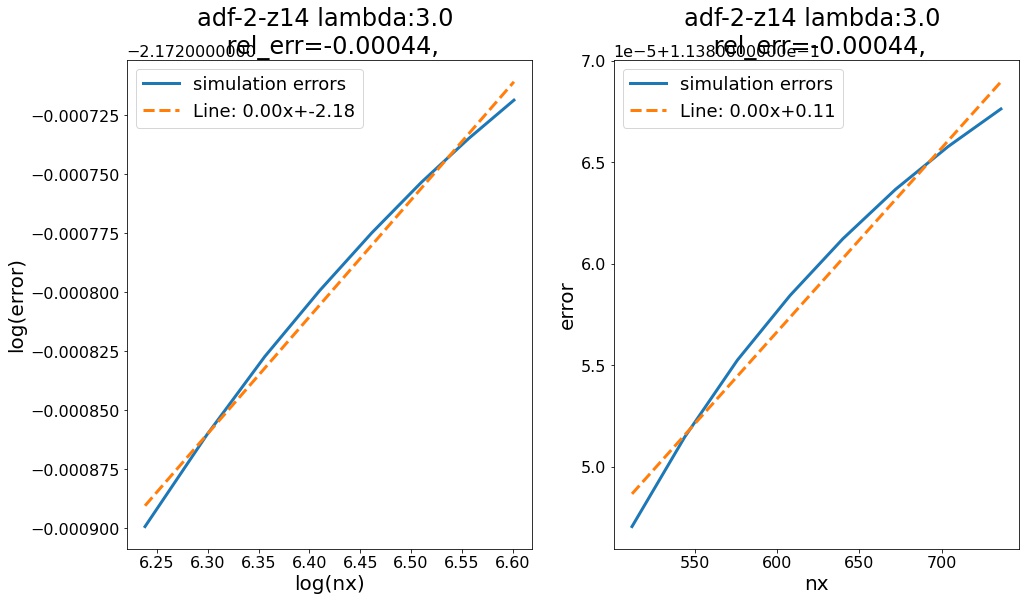 adf-2-z14 lambda:3.0
rel_err=-0.00044,
−2.1720000000
simulation errors
Line: 0.00x+-2.18
−0.000725
−0.000750
−0.000775
−0.000800
−0.000825
−0.000850
−0.000875
−0.000900
log(error)
6.25 6.30 6.35 6.40 6.45 6.50 6.55 6.60
log(nx)
adf-2-z14 lambda:3.0
rel_err=-0.00044,
1e−5+1.1380000000e−1
simulation errors
Line: 0.00x+0.11
7.0
6.5
6.0
5.5
5.0
error
550 600 650 700
nx